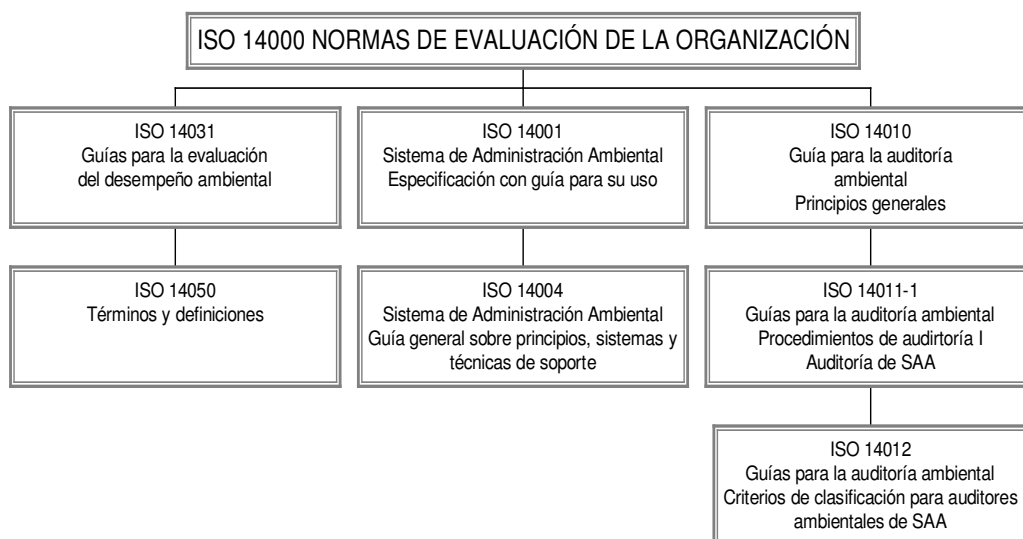 ISO 14000 NORMAS DE EVALUACIÓN DE LA ORGANIZACIÓN
ISO 14031
Guías para la evaluación
del desempeño ambiental
ISO 14001
Sistema de Administración Ambiental
Especificación con guía para su uso
ISO 14010
Guía para la auditoría
ambiental
Principios generales
ISO 14050
Términos y definiciones
ISO 14004
Sistema de Administración Ambiental
Guía general sobre principios, sistemas y
técnicas de soporte
ISO 14011-1
Guías para la auditoría ambiental
Procedimientos de audirtoría I
Auditoría de SAA
ISO 14012
Guías para la auditoría ambiental
Criterios de clasificación para auditores
ambientales de SAA